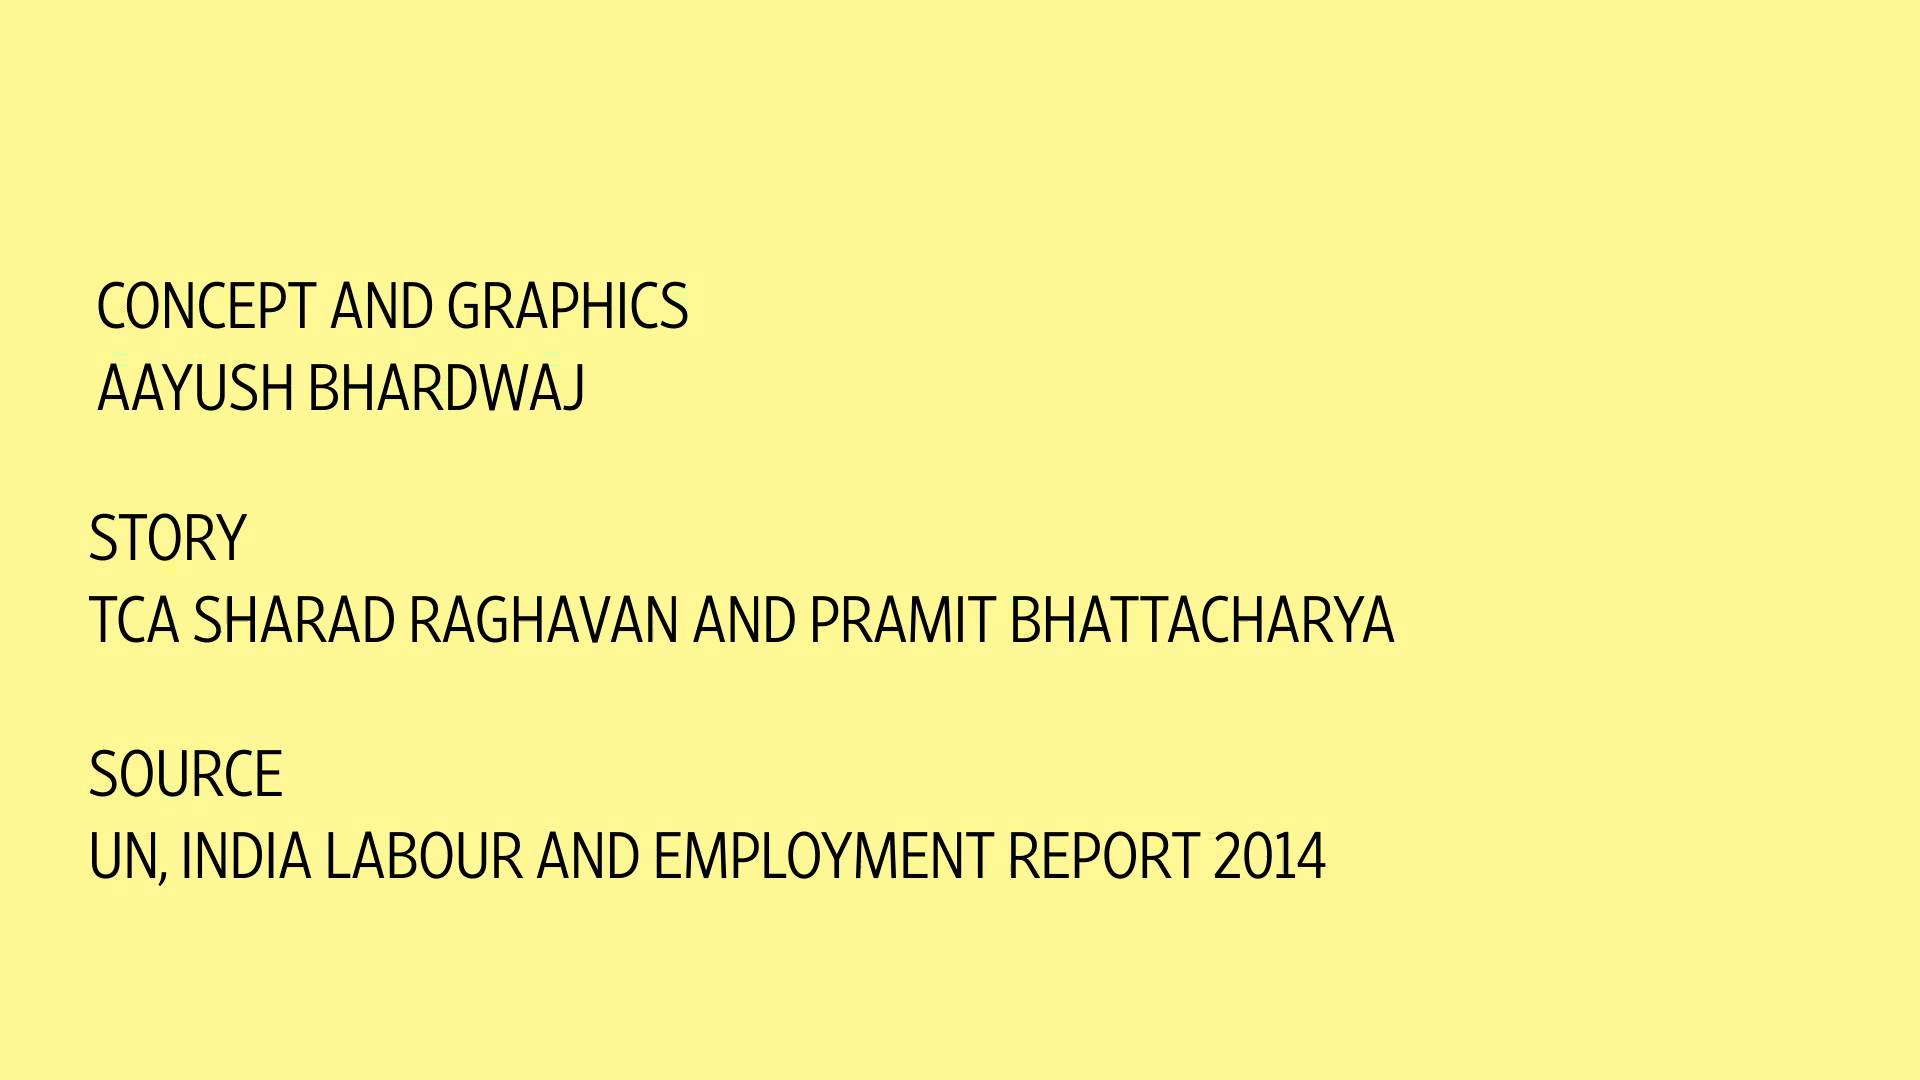 CONCEPT AND GRAPHICS
AAYUSH BHARDWAJ
STORY
TCA SHARAD RAGHAVAN AND PRAMIT BHATTACHARYA
SOURCE
UN, INDIA LABOUR AND EMPLOYMENT REPORT 2014